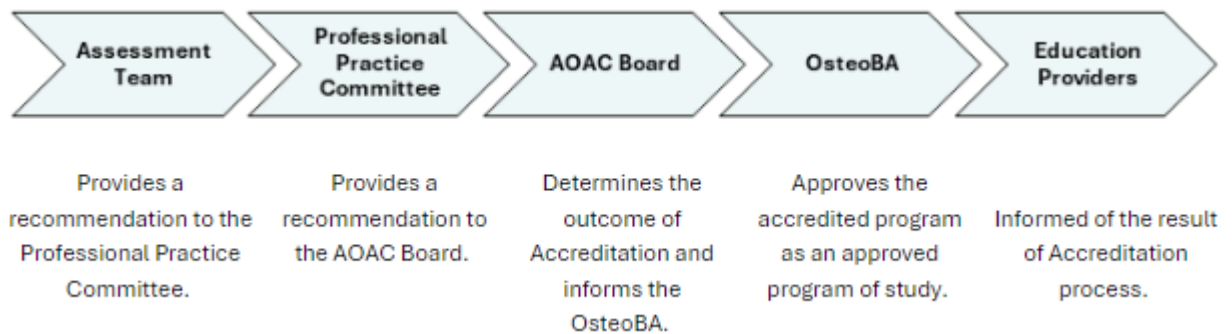 Assessment
Team
Professional
Practice
Committee
AOAC Board
OsteoBA
Education
Providers
Provides a
recommendation to the
Professional Practice
Committee.
Provides a
recommendation to
the AOAC Board.
Determines the
outcome of
Accreditation and
informs the
OsteoBA.
Approves the
accredited program
as an approved
program of study.
Informed of the result
of Accreditation
process.